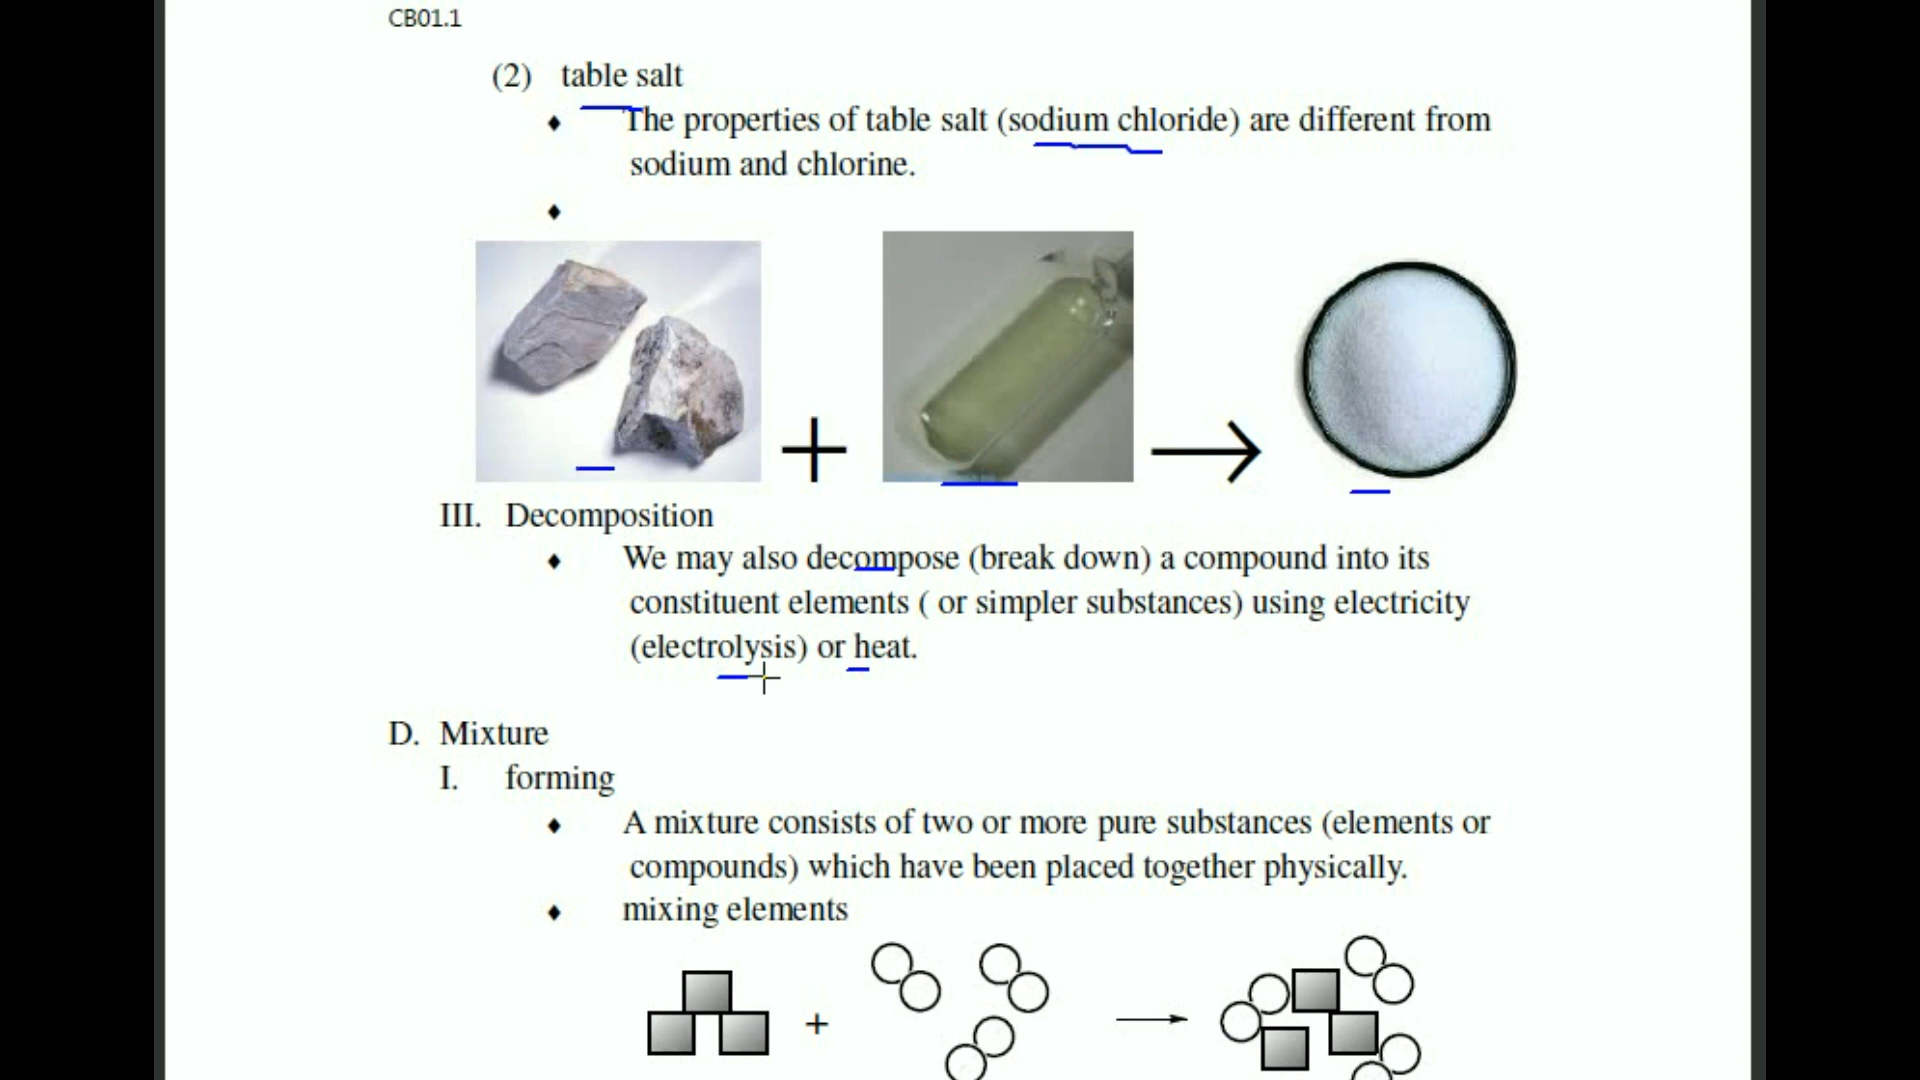 CB01.1
(2) table salt
♦ The properties of table salt (sodium chloride) are different from
sodium and chlorine.
♦
+ →
III. Decomposition
♦ We may also decompose (break down) a compound into its
constituent elements ( or simpler substances) using electricity
(electrolysis) or heat.
D. Mixture
I. forming
♦ A mixture consists of two or more pure substances (elements or
compounds) which have been placed together physically.
♦ mixing elements
+ →